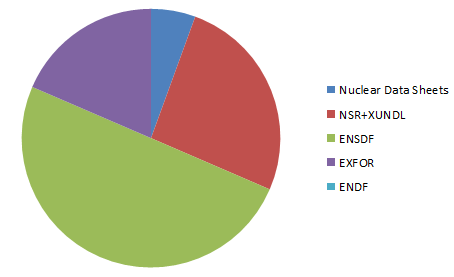 Nuclear Data Sheets
NSR+XUNDL
ENSDF
EXFOR
ENDF